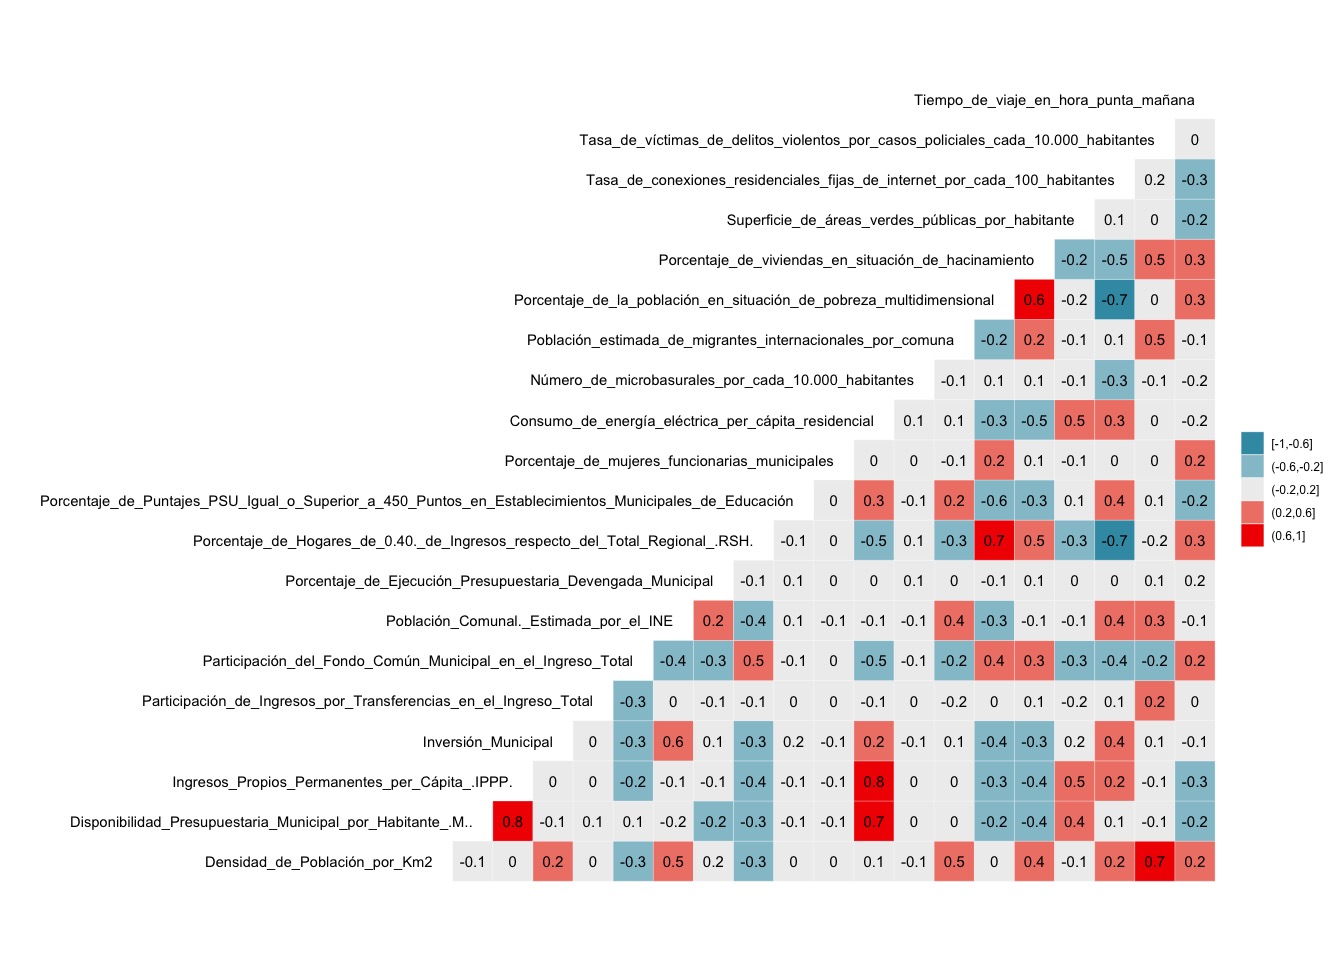 Tiempo_de_viaje_en_hora_punta_mañana
Tasa_de_víctimas_de_delitos_violentos_por_casos_policiales_cada_10.000_habitantes 0
Tasa_de_conexiones_residenciales_fijas_de_internet_por_cada_100_habitantes 0.2 -0.3
Superficie_de_áreas_verdes_públicas_por_habitante 0.1 0 -0.2
Porcentaje_de_viviendas_en_situación_de_hacinamiento -0.2 -0.5 0.5 0.3
Porcentaje_de_la_población_en_situación_de_pobreza_multidimensional 0.6 -0.2 -0.7 0 0.3
Población_estimada_de_migrantes_internacionales_por_comuna -0.2 0.2 -0.1 0.1 0.5 -0.1
Número_de_microbasurales_por_cada_10.000_habitantes -0.1 0.1 0.1 -0.1 -0.3 -0.1 -0.2
Consumo_de_energía_eléctrica_per_cápita_residencial 0.1 0.1 -0.3 -0.5 0.5 0.3 0 -0.2
Porcentaje_de_mujeres_funcionarias_municipales 0 0 -0.1 0.2 0.1 -0.1 0 0 0.2
Porcentaje_de_Puntajes_PSU_Igual_o_Superior_a_450_Puntos_en_Establecimientos_Municipales_de_Educación 0 0.3 -0.1 0.2 -0.6 -0.3 0.1 0.4 0.1 -0.2
Porcentaje_de_Hogares_de_0.40._de_Ingresos_respecto_del_Total_Regional_.RSH. -0.1 0 -0.5 0.1 -0.3 0.7 0.5 -0.3 -0.7 -0.2 0.3
Porcentaje_de_Ejecución_Presupuestaria_Devengada_Municipal -0.1 0.1 0 0 0.1 0 -0.1 0.1 0 0 0.1 0.2
Población_Comunal._Estimada_por_el_INE 0.2 -0.4 0.1 -0.1 -0.1 -0.1 0.4 -0.3 -0.1 -0.1 0.4 0.3 -0.1
Participación_del_Fondo_Común_Municipal_en_el_Ingreso_Total -0.4 -0.3 0.5 -0.1 0 -0.5 -0.1 -0.2 0.4 0.3 -0.3 -0.4 -0.2 0.2
Participación_de_Ingresos_por_Transferencias_en_el_Ingreso_Total -0.3 0 -0.1 -0.1 0 0 -0.1 0 -0.2 0 0.1 -0.2 0.1 0.2 0
Inversión_Municipal 0 -0.3 0.6 0.1 -0.3 0.2 -0.1 0.2 -0.1 0.1 -0.4 -0.3 0.2 0.4 0.1 -0.1
Ingresos_Propios_Permanentes_per_Cápita_.IPPP. 0 0 -0.2 -0.1 -0.1 -0.4 -0.1 -0.1 0.8 0 0 -0.3 -0.4 0.5 0.2 -0.1 -0.3
Disponibilidad_Presupuestaria_Municipal_por_Habitante_.M.. 0.8 -0.1 0.1 0.1 -0.2 -0.2 -0.3 -0.1 -0.1 0.7 0 0 -0.2 -0.4 0.4 0.1 -0.1 -0.2
Densidad_de_Población_por_Km2 -0.1 0 0.2 0 -0.3 0.5 0.2 -0.3 0 0 0.1 -0.1 0.5 0 0.4 -0.1 0.2 0.7 0.2
[-1,-0.6]
(-0.6,-0.2]
(-0.2,0.2]
(0.2,0.6]
(0.6,1]